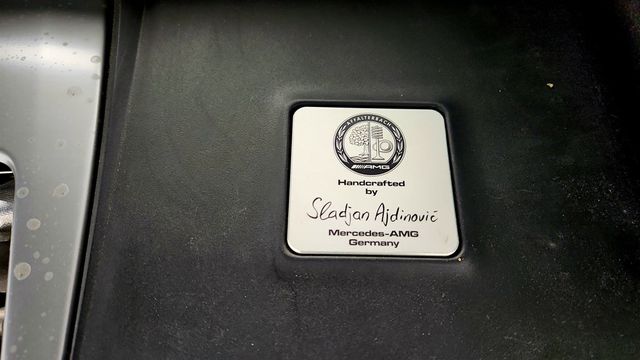 AFFALTERBACH
AMG
Handcrafted
by
Sladjan Ajdinović
Mercedes-AMG
Germany